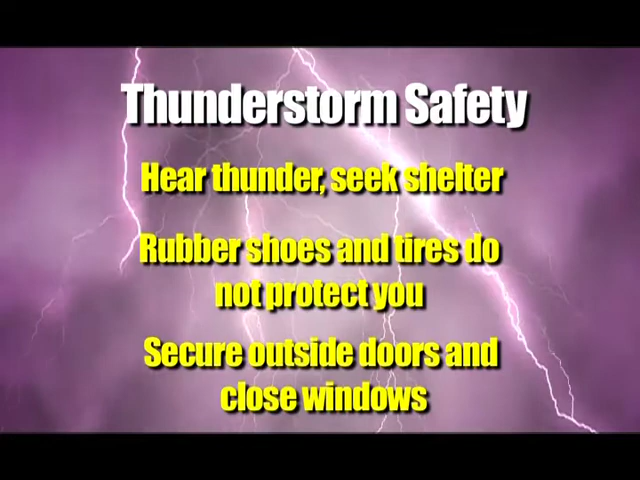 Thunderstorm Safety
Hear thunder, seek shelter
Rubber shoes and tires do
not protect you
Secure outside doors and
close windows